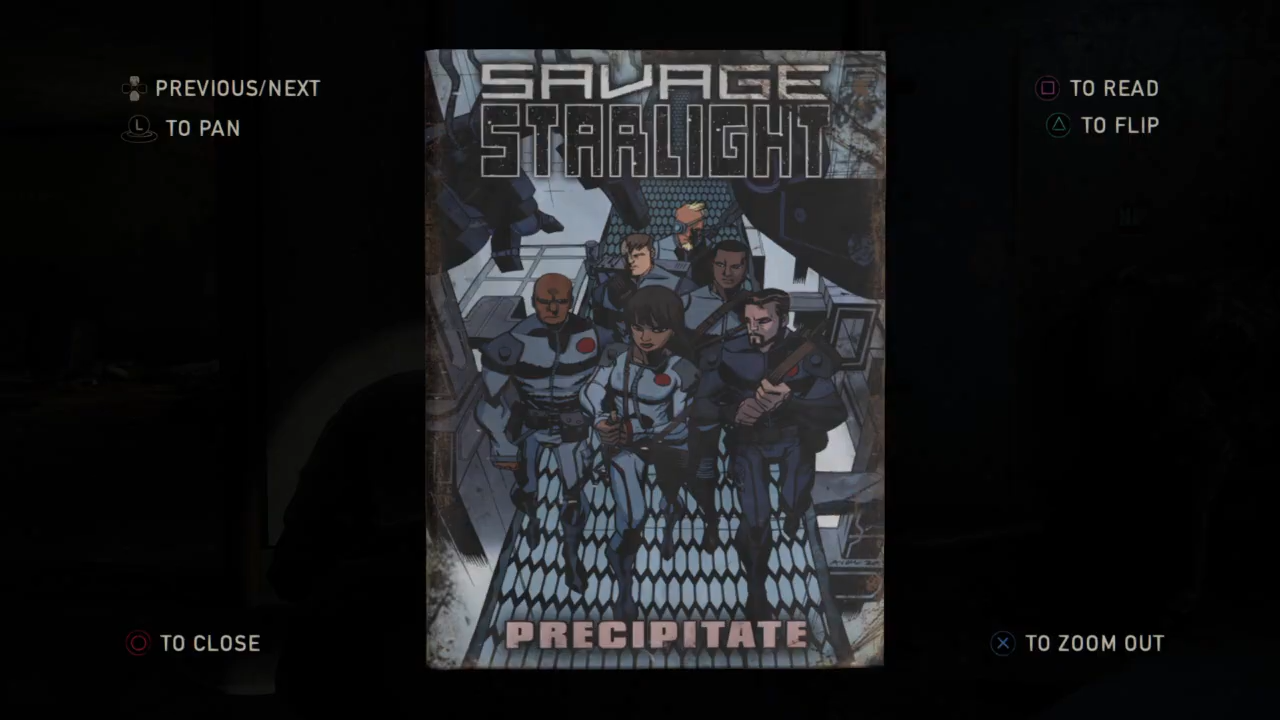 PREVIOUS/NEXT
L TO PAN
TO READ
TO FLIP
SAVAGE
STARLIGHT
PRECIPITATE
TO CLOSE
TO ZOOM OUT